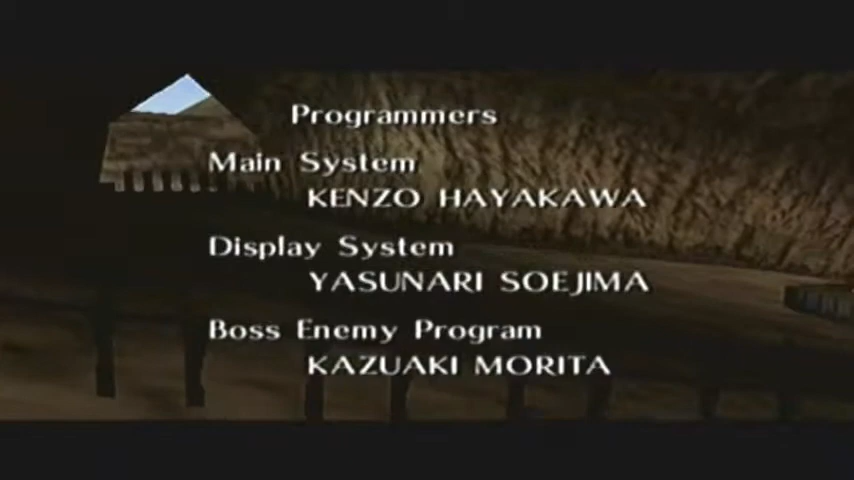 Programmers
Main System
KENZO HAYAKAWA
Display System
YASUNARI SOEJIMA
Boss Enemy Program
KAZUAKI MORITA